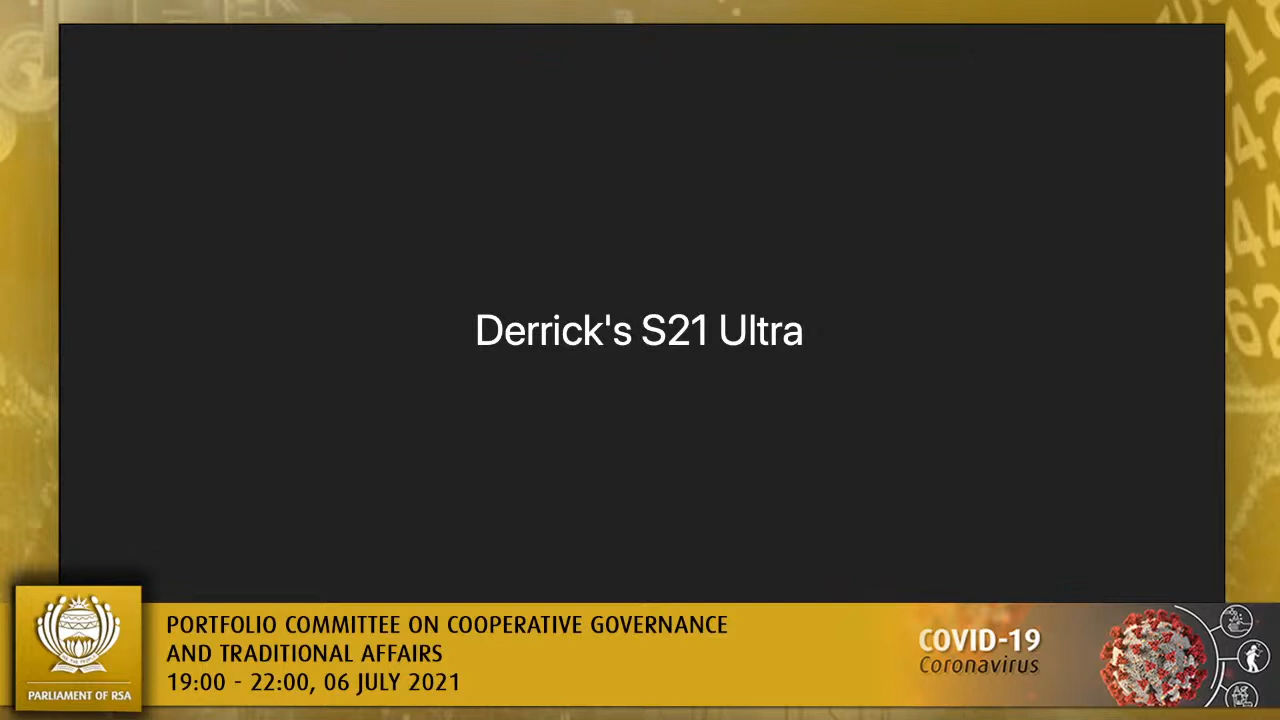 Derrick's S21 Ultra
PORTFOLIO COMMITTEE ON COOPERATIVE GOVERNANCE
AND TRADITIONAL AFFAIRS
19:00 - 22:00, 06 JULY 2021
PARLIAMENT OF RSA
COVID-19
Coronavirus